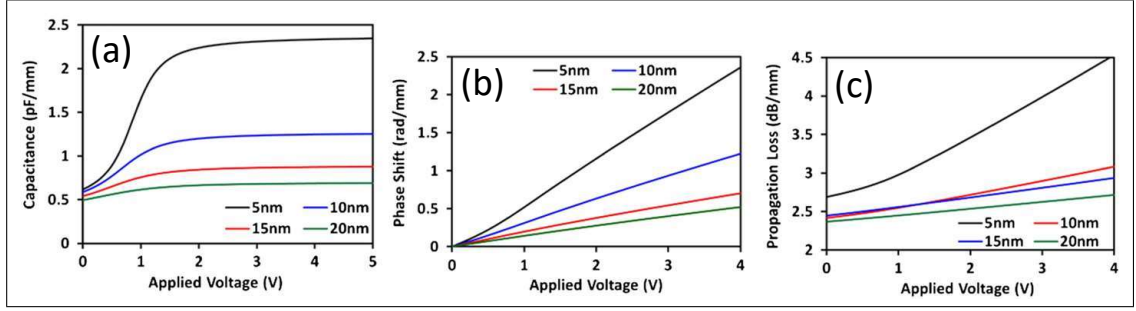 (a)
Capacitance (pF/mm)
2.5
2
1.5
1
0.5
0
5nm 10nm
15nm 20nm
0 1 2 3 4 5
Applied Voltage (V)
(b)
Phase Shift (rad/mm)
2.5
2
1.5
1
0.5
0
5nm 10nm
15nm 20nm
0 1 2 3 4
Applied Voltage (V)
(c)
Propagation Loss (dB/mm)
4.5
4
3.5
3
2.5
2
5nm 10nm
15nm 20nm
0 1 2 3 4
Applied Voltage (V)